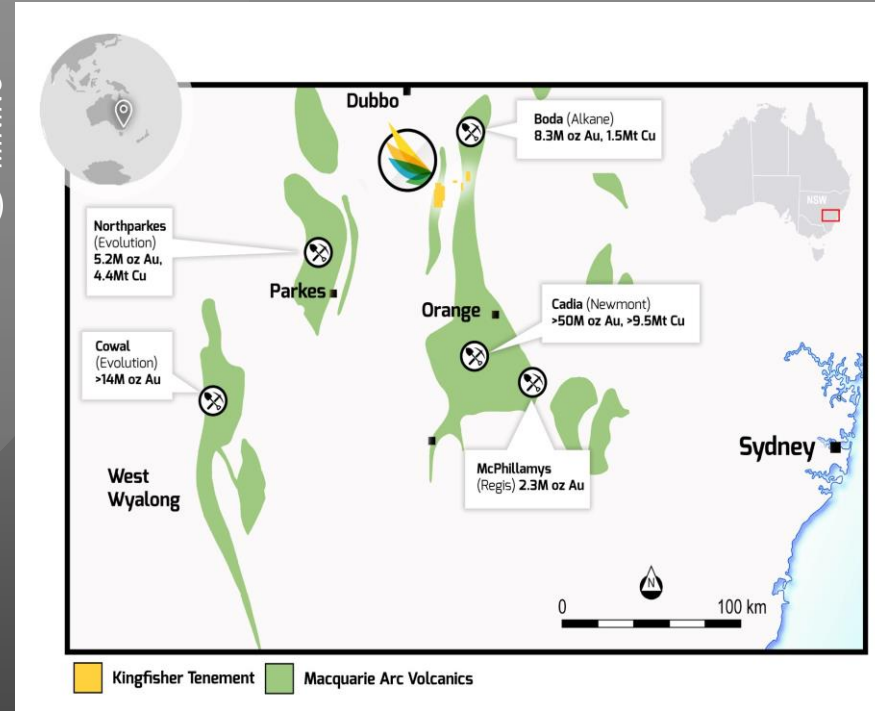 Dubbo
Boda (Alkane)
8.3M oz Au, 1.5Mt Cu
NSW
Northparkes
(Evolution)
5.2M oz Au,
4.4Mt Cu
Parkes
Orange
Cadia (Newmont)
>50M oz Au, >9.5Mt Cu
Cowal
(Evolution)
>14M oz Au
Sydney
McPhillamys
(Regis) 2.3M oz Au
West
Wyalong
N
0 100 km
Kingfisher Tenement Macquarie Arc Volcanics